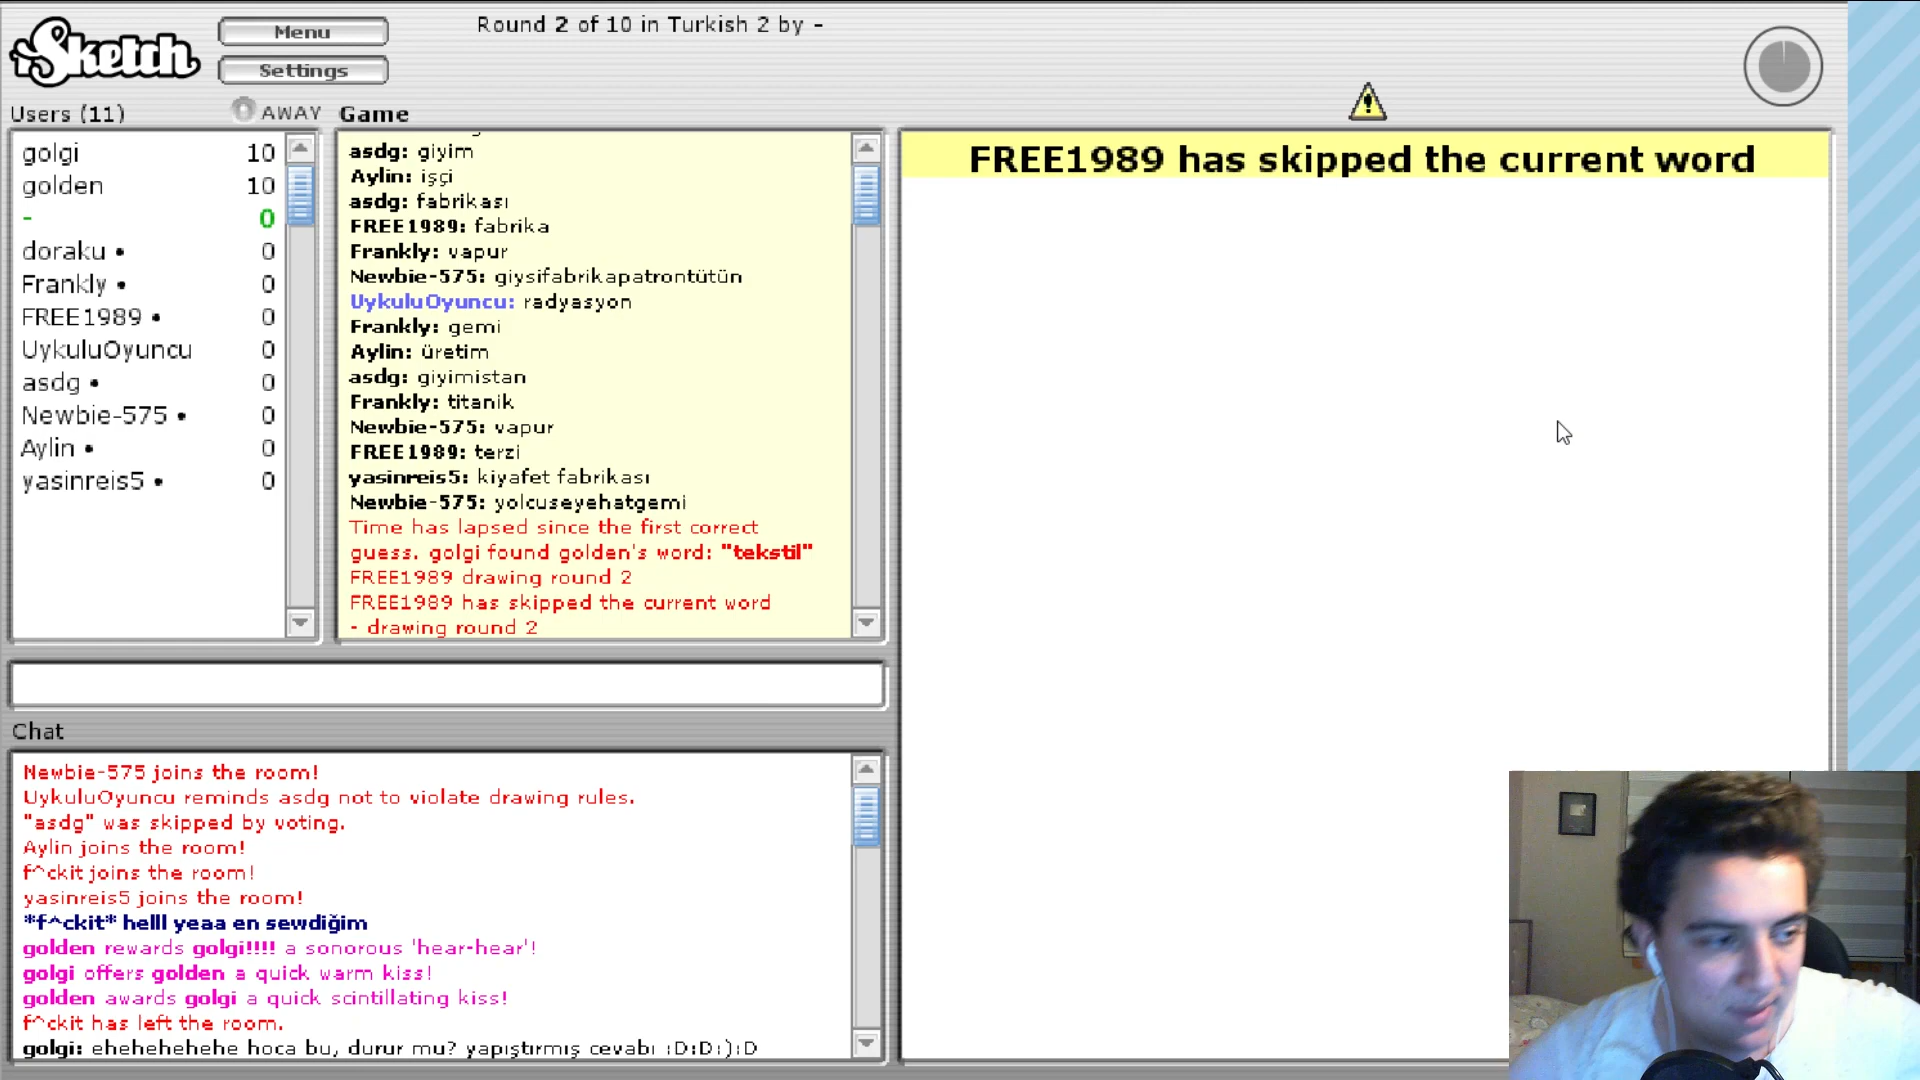 iSketch
Menu
Settings
Round 2 of 10 in Turkish 2 by -
Users (11)
AWAY
Game
golgi 10
golden 10
- 0
doraku • 0
Frankly • 0
FREE1989 • 0
UykuluOyuncu 0
asdg • 0
Newbie-575 • 0
Aylin • 0
yasinreis5 • 0
asdg: giyim
Aylin: işçi
asdg: fabrikası
FREE1989: fabrika
Frankly: vapur
Newbie-575: giysifabrikapatrontütün
UykuluOyuncu: radyasyon
Frankly: gemi
Aylin: üretim
asdg: giyimistan
Frankly: titanik
Newbie-575: vapur
FREE1989: terzi
yasinreis5: kiyafet fabrikası
Newbie-575: yolcuseyehatgemi
Time has lapsed since the first correct
guess. golgi found golden's word: "tekstil"
FREE1989 drawing round 2
FREE1989 has skipped the current word
- drawing round 2
FREE1989 has skipped the current word
Chat
Newbie-575 joins the room!
UykuluOyuncu reminds asdg not to violate drawing rules.
"asdg" was skipped by voting.
Aylin joins the room!
f^ckit joins the room!
yasinreis5 joins the room!
*f^ckit* helll yeaa en sewdiğim
golden rewards golgi!!!! a sonorous 'hear-hear'!
golgi offers golden a quick warm kiss!
golden awards golgi a quick scintillating kiss!
f^ckit has left the room.
golgi: ehehehehehe hoca bu, durur mu? yapıştırmış cevabı :D:D:):D